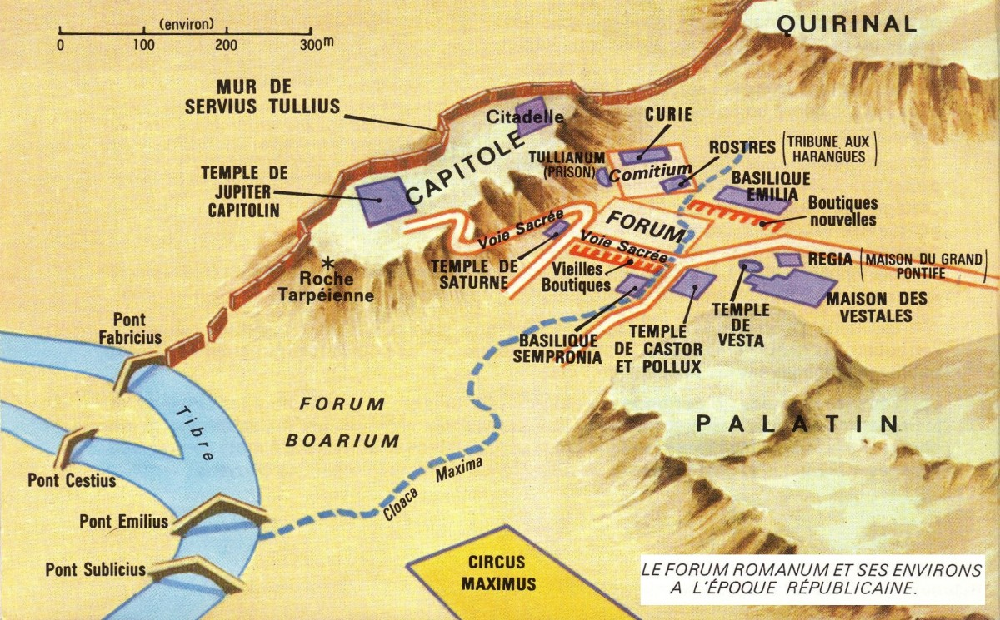 (environ)
0 100 200 300m
QUIRINAL
MUR DE
SERVIUS TULLIUS
Citadelle
CURIE
CAPITOLE
TULLIANUM
(PRISON)
Comitium
ROSTRES
(TRIBUNE AUX
HARANGUES)
TEMPLE DE
JUPITER
CAPITOLIN
BASILIQUE
EMILIA
Boutiques
nouvelles
FORUM
Voie Sacrée
Voie Sacrée
TEMPLE DE
SATURNE
Vieilles
Boutiques
REGIA
(MAISON DU GRAND
PONTIFE)
*
Roche
Tarpéienne
MAISON DES
VESTALES
TEMPLE
DE
VESTA
TEMPLE
DE CASTOR
ET POLLUX
BASILIQUE
SEMPRONIA
Pont
Fabricius
Tibre
FORUM
BOARIUM
PALATIN
Cloaca Maxima
Pont Cestius
Pont Emilius
Pont Sublicius
CIRCUS
MAXIMUS
LE FORUM ROMANUM ET SES ENVIRONS
A L'ÉPOQUE RÉPUBLICAINE.